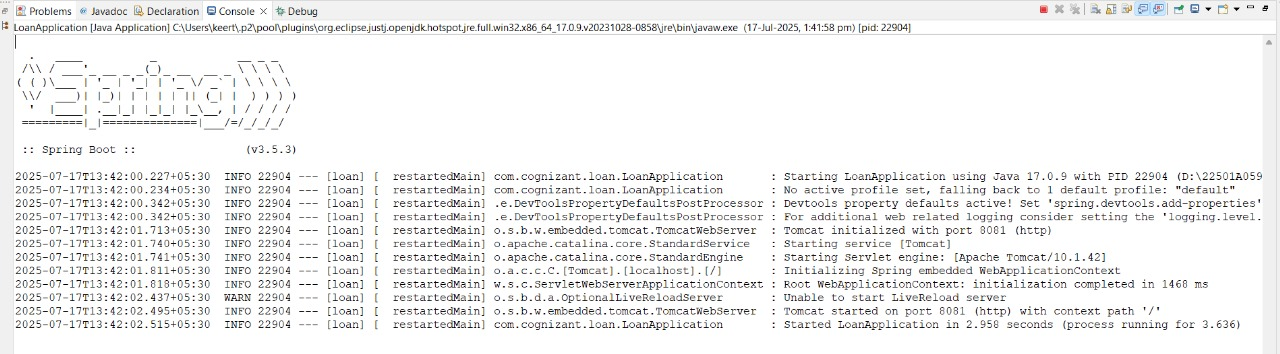 Problems Javadoc Declaration Console Debug
LoanApplication [Java Application] C:\Users\keert\.p2\pool\plugins\org.eclipse.justj.openjdk.hotspot.jre.full.win32.x86_64_17.0.9.v20231028-0858\jre\bin\javaw.exe (17-Jul-2025, 1:41:58 pm) [pid: 22904]
  .   ____          _            __ _ _
 /\\ / ___'_ __ _ _(_)_ __  __ _ \ \ \ \
( ( )\___ | '_ | '_| | '_ \/ _` | \ \ \ \
 \\/  ___)| |_)| | | | | || (_| |  ) ) ) )
  '  |____| .__|_| |_|_| |_\__, | / / / /
 =========|_|==============|___/=/_/_/_/
 :: Spring Boot ::                (v3.5.3)
2025-07-17T13:42:00.227+05:30  INFO 22904 --- [loan] [  restartedMain] com.cognizant.loan.LoanApplication       : Starting LoanApplication using Java 17.0.9 with PID 22904 (D:\22501A059
2025-07-17T13:42:00.234+05:30  INFO 22904 --- [loan] [  restartedMain] com.cognizant.loan.LoanApplication       : No active profile set, falling back to 1 default profile: "default"
2025-07-17T13:42:00.342+05:30  INFO 22904 --- [loan] [  restartedMain] .e.DevToolsPropertyDefaultsPostProcessor : Devtools property defaults active! Set 'spring.devtools.add-properties'
2025-07-17T13:42:00.342+05:30  INFO 22904 --- [loan] [  restartedMain] .e.DevToolsPropertyDefaultsPostProcessor : For additional web related logging consider setting the 'logging.level.
2025-07-17T13:42:01.713+05:30  INFO 22904 --- [loan] [  restartedMain] o.s.b.w.embedded.tomcat.TomcatWebServer  : Tomcat initialized with port 8081 (http)
2025-07-17T13:42:01.740+05:30  INFO 22904 --- [loan] [  restartedMain] o.apache.catalina.core.StandardService   : Starting service [Tomcat]
2025-07-17T13:42:01.741+05:30  INFO 22904 --- [loan] [  restartedMain] o.apache.catalina.core.StandardEngine    : Starting Servlet engine: [Apache Tomcat/10.1.42]
2025-07-17T13:42:01.811+05:30  INFO 22904 --- [loan] [  restartedMain] o.a.c.c.C.[Tomcat].[localhost].[/]       : Initializing Spring embedded WebApplicationContext
2025-07-17T13:42:01.818+05:30  INFO 22904 --- [loan] [  restartedMain] w.s.c.ServletWebServerApplicationContext : Root WebApplicationContext: initialization completed in 1468 ms
2025-07-17T13:42:02.437+05:30  WARN 22904 --- [loan] [  restartedMain] o.s.b.d.a.OptionalLiveReloadServer       : Unable to start LiveReload server
2025-07-17T13:42:02.495+05:30  INFO 22904 --- [loan] [  restartedMain] o.s.b.w.embedded.tomcat.TomcatWebServer  : Tomcat started on port 8081 (http) with context path '/'
2025-07-17T13:42:02.515+05:30  INFO 22904 --- [loan] [  restartedMain] com.cognizant.loan.LoanApplication       : Started LoanApplication in 2.958 seconds (process running for 3.636)